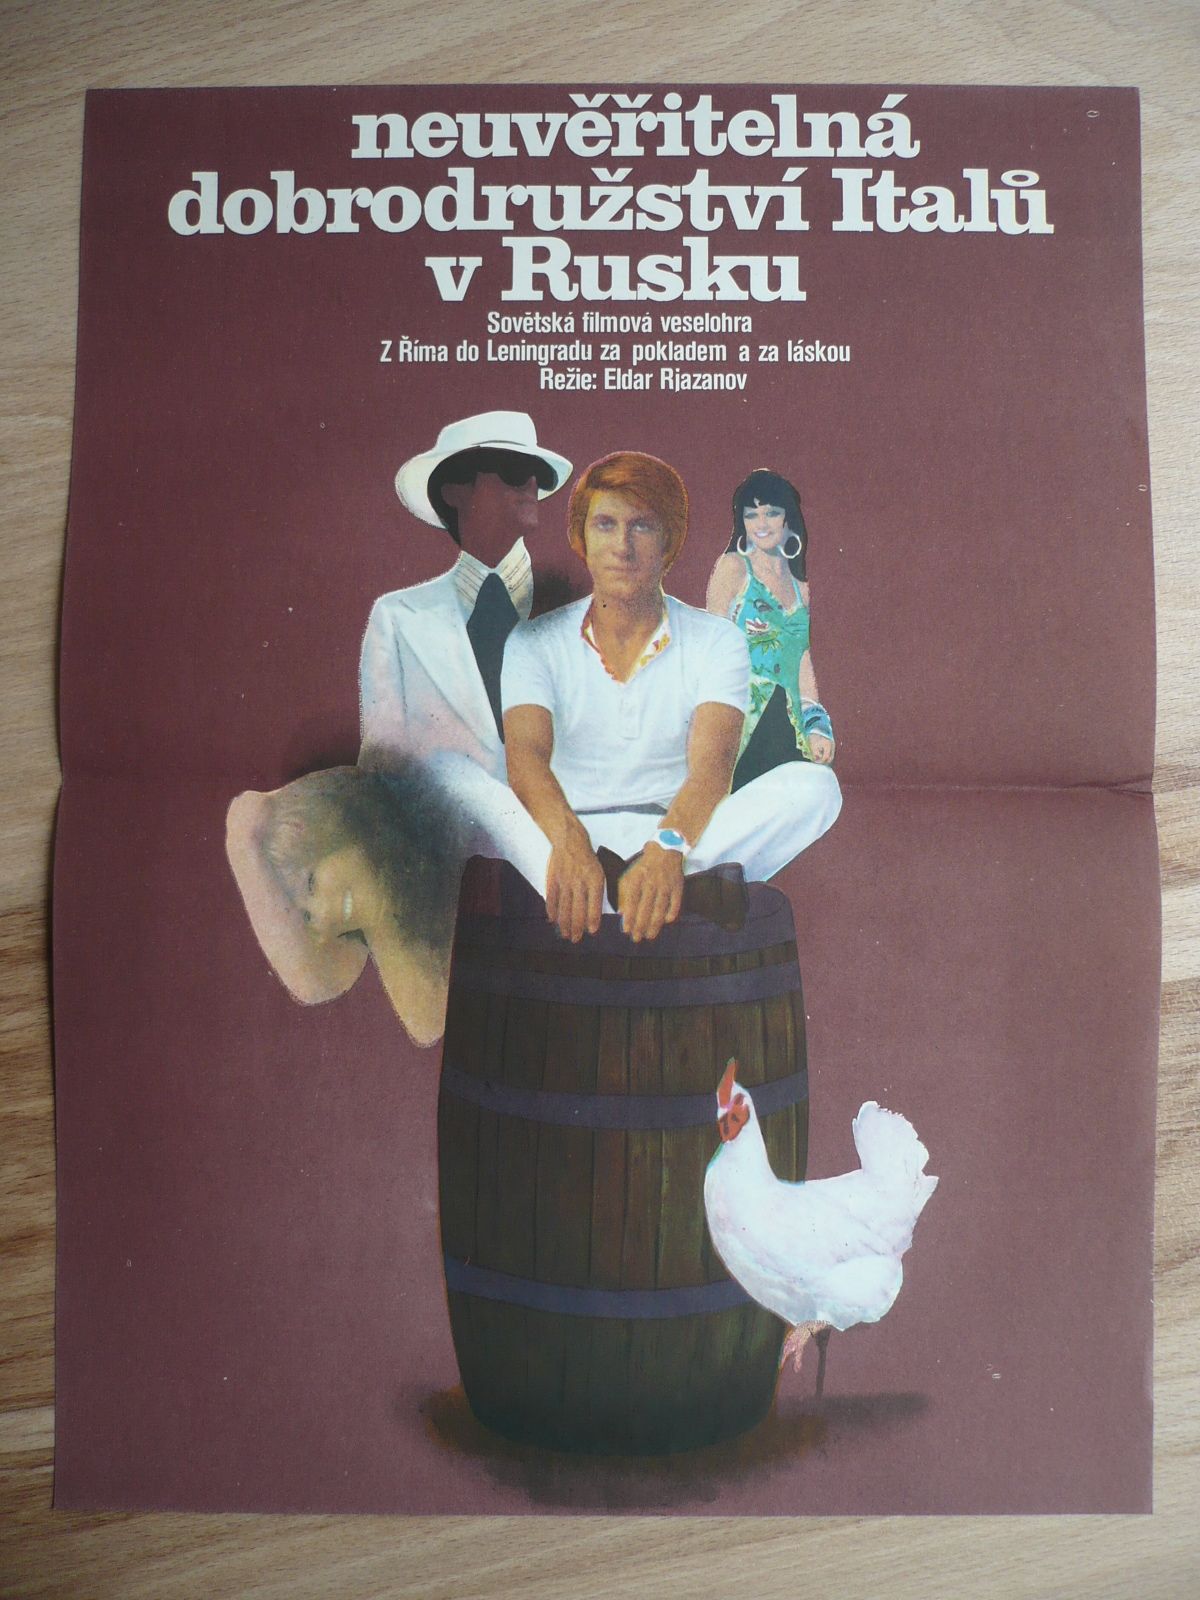 neuvěřitelná
dobrodružství Italů
v Rusku
Sovětská filmová veselohra
Z Říma do Leningradu za pokladem a za láskou
Režie: Eldar Rjazanov